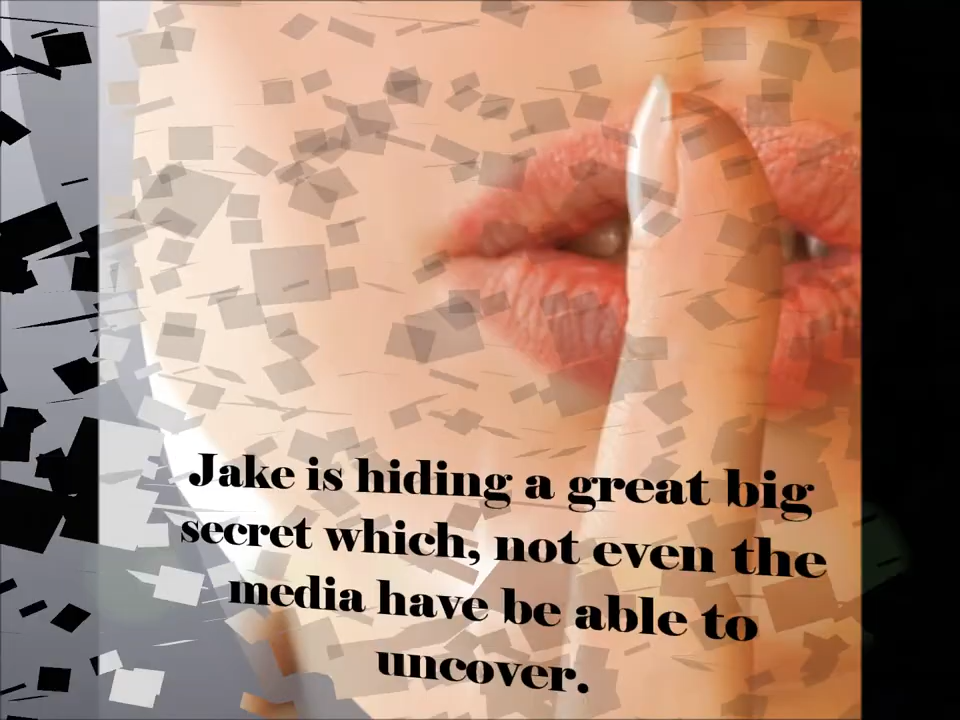 Jake is hiding a great big
secret which, not even the
media have be able to
uncover.